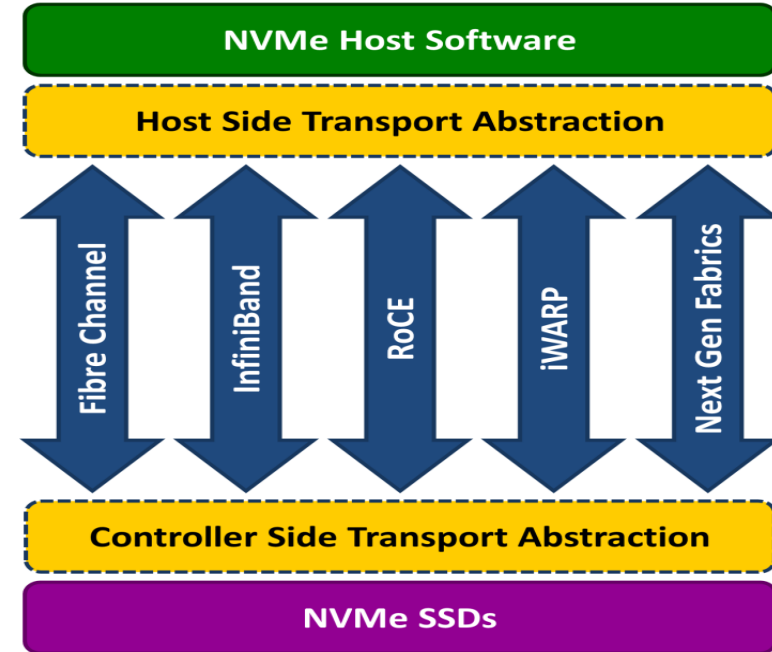 NVMe Host Software
Host Side Transport Abstraction
Fibre Channel
InfiniBand
RoCE
iWARP
Next Gen Fabrics
Controller Side Transport Abstraction
NVMe SSDs